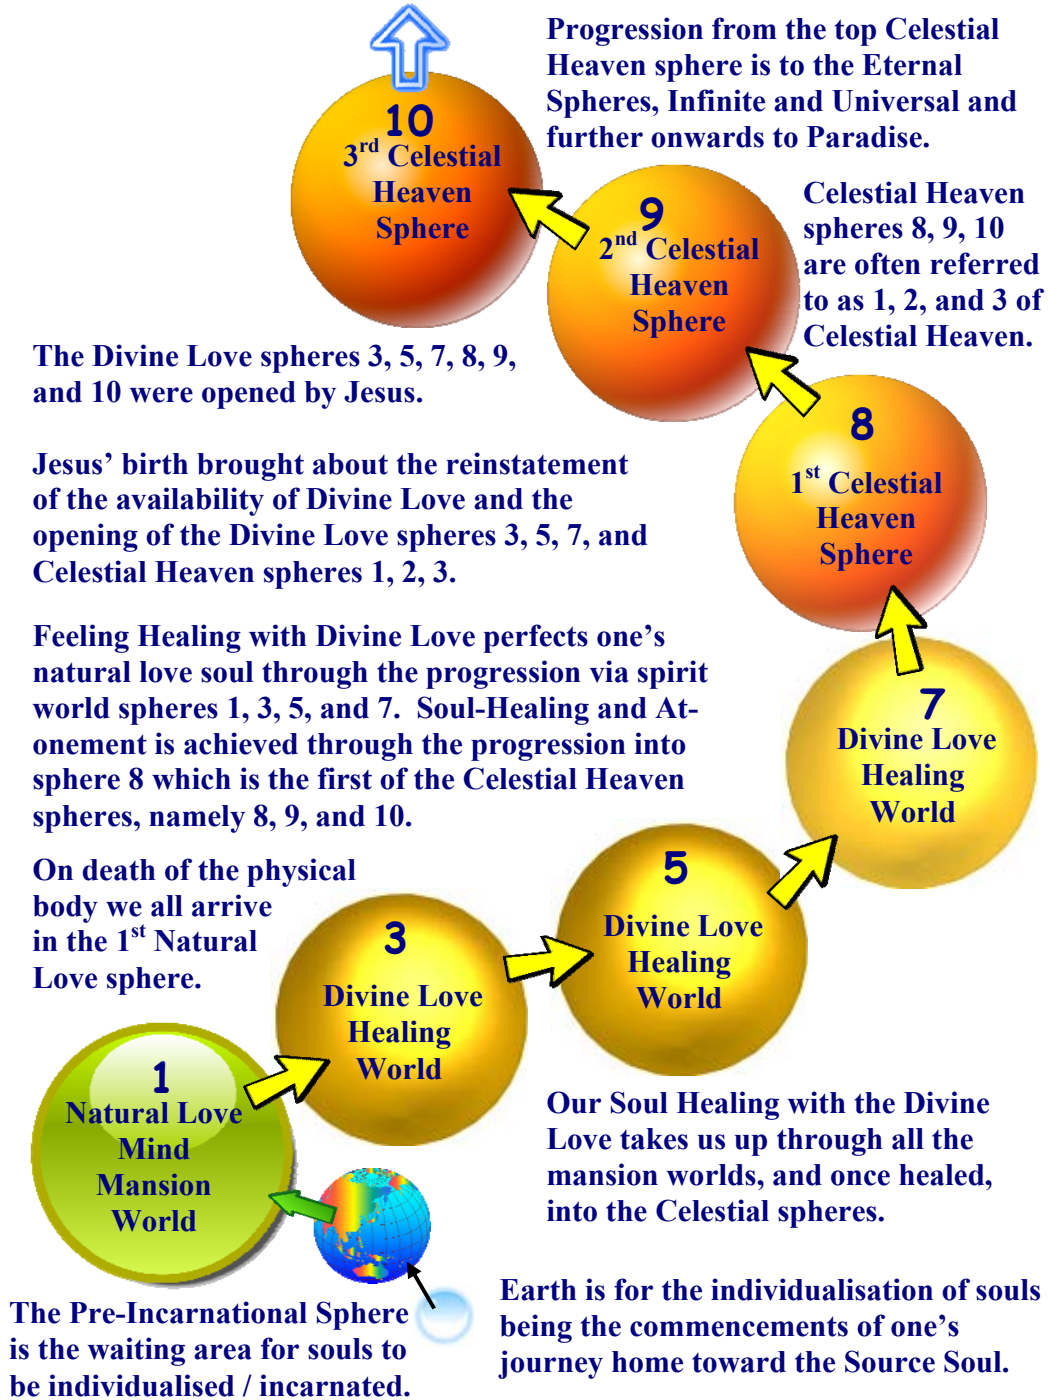 Progression from the top Celestial
Heaven sphere is to the Eternal
Spheres, Infinite and Universal and
further onwards to Paradise.
10
3rd Celestial
Heaven
Sphere
9
2nd Celestial
Heaven
Sphere
Celestial Heaven
spheres 8, 9, 10
are often referred
to as 1, 2, and 3 of
Celestial Heaven.
The Divine Love spheres 3, 5, 7, 8, 9,
and 10 were opened by Jesus.
8
1st Celestial
Heaven
Sphere
Jesus’ birth brought about the reinstatement
of the availability of Divine Love and the
opening of the Divine Love spheres 3, 5, 7, and
Celestial Heaven spheres 1, 2, 3.
Feeling Healing with Divine Love perfects one’s
natural love soul through the progression via spirit
world spheres 1, 3, 5, and 7.  Soul-Healing and At-
onement is achieved through the progression into
sphere 8 which is the first of the Celestial Heaven
spheres, namely 8, 9, and 10.
7
Divine Love
Healing
World
On death of the physical
body we all arrive
in the 1st Natural
Love sphere.
5
Divine Love
Healing
World
3
Divine Love
Healing
World
1
Natural Love
Mind
Mansion
World
Our Soul Healing with the Divine
Love takes us up through all the
mansion worlds, and once healed,
into the Celestial spheres.
The Pre-Incarnational Sphere
is the waiting area for souls to
be individualised / incarnated.
Earth is for the individualisation of souls
being the commencements of one’s
journey home toward the Source Soul.